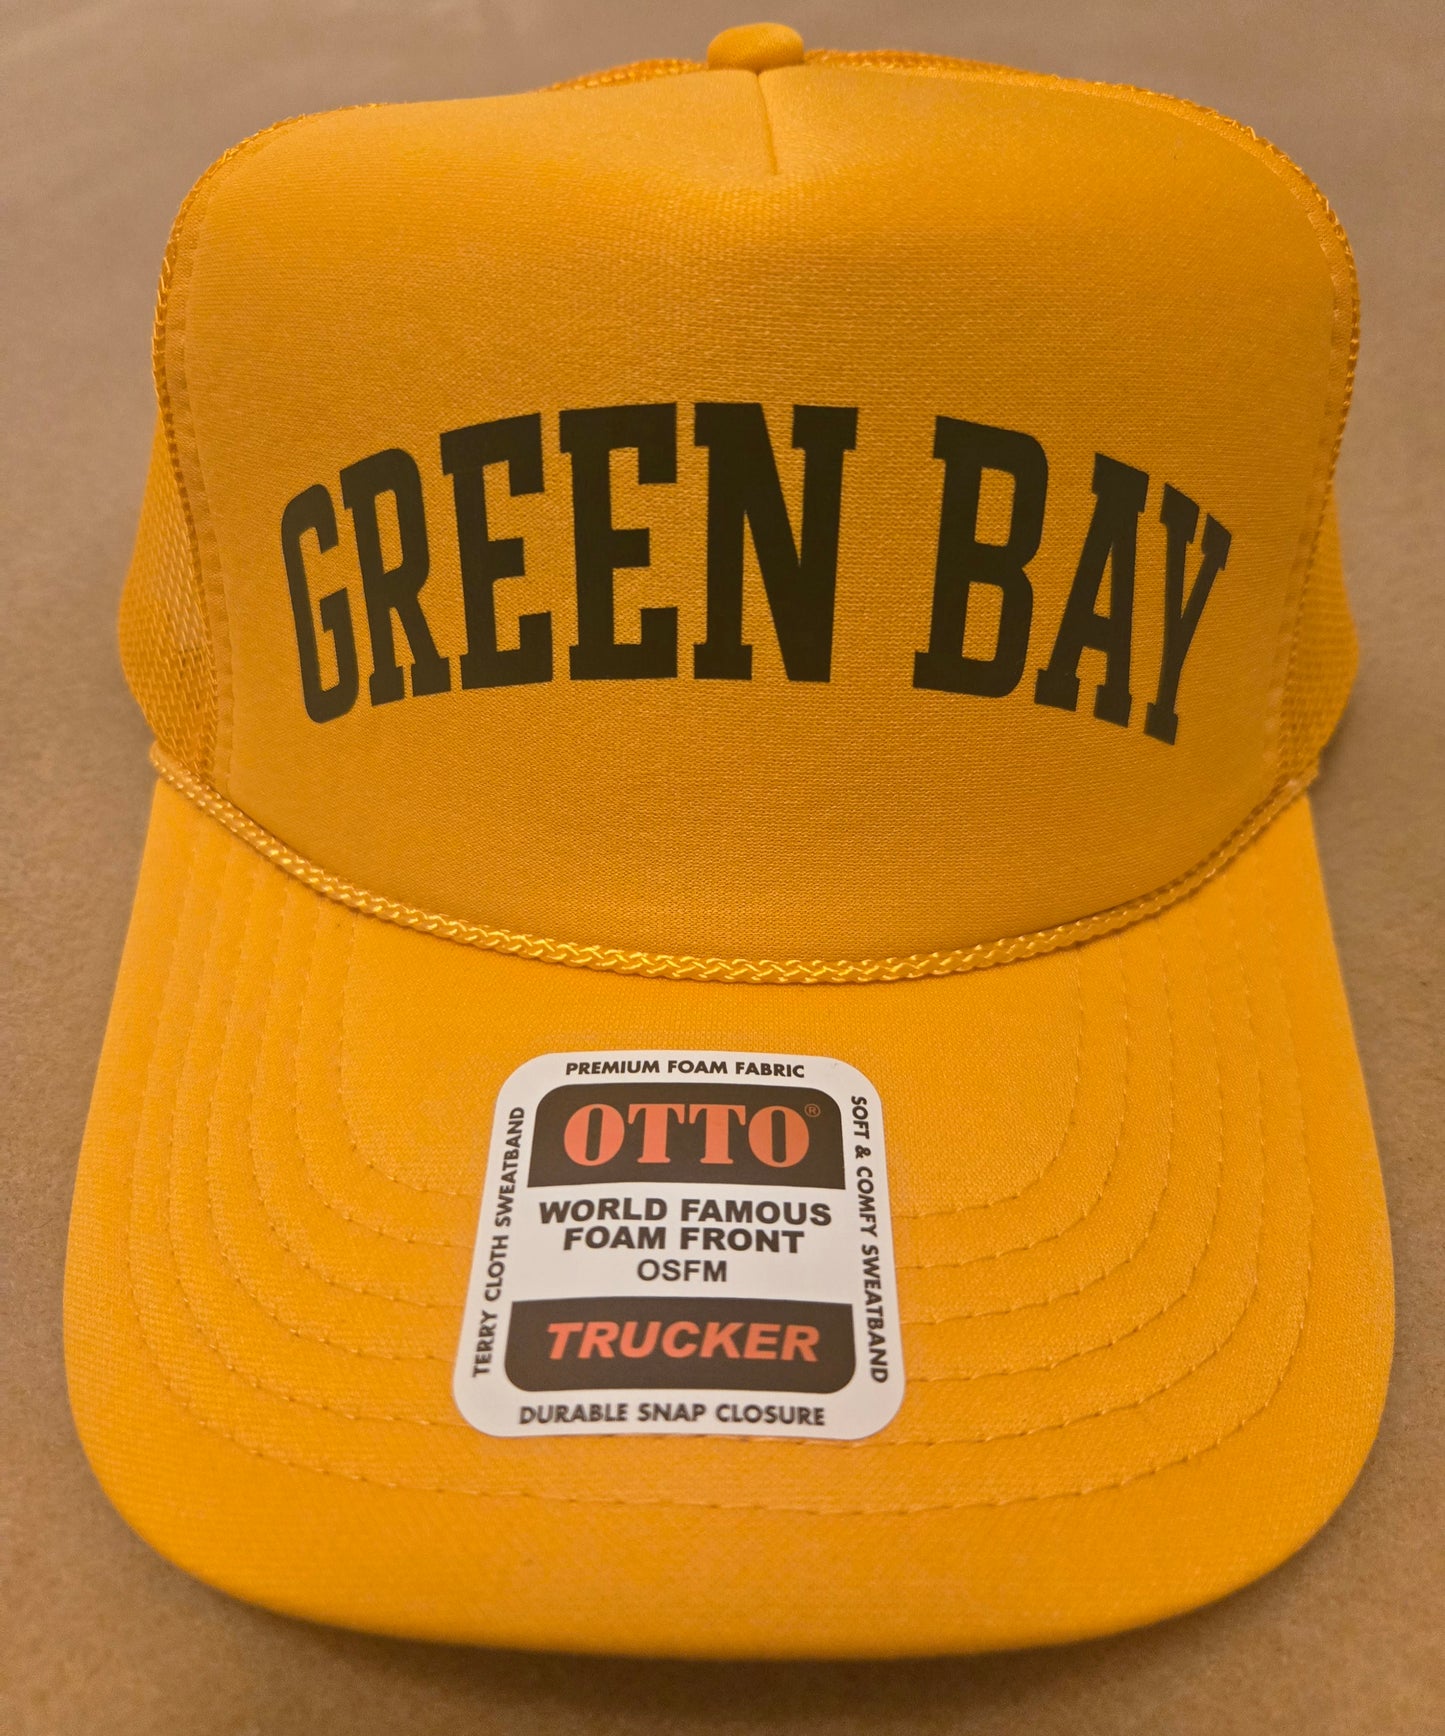 GREEN BAY
PREMIUM FOAM FABRIC
OTTO®
WORLD FAMOUS
FOAM FRONT
OSFM
TRUCKER
DURABLE SNAP CLOSURE
TERRY CLOTH SWEATBAND
SOFT & COMFY SWEATBAND